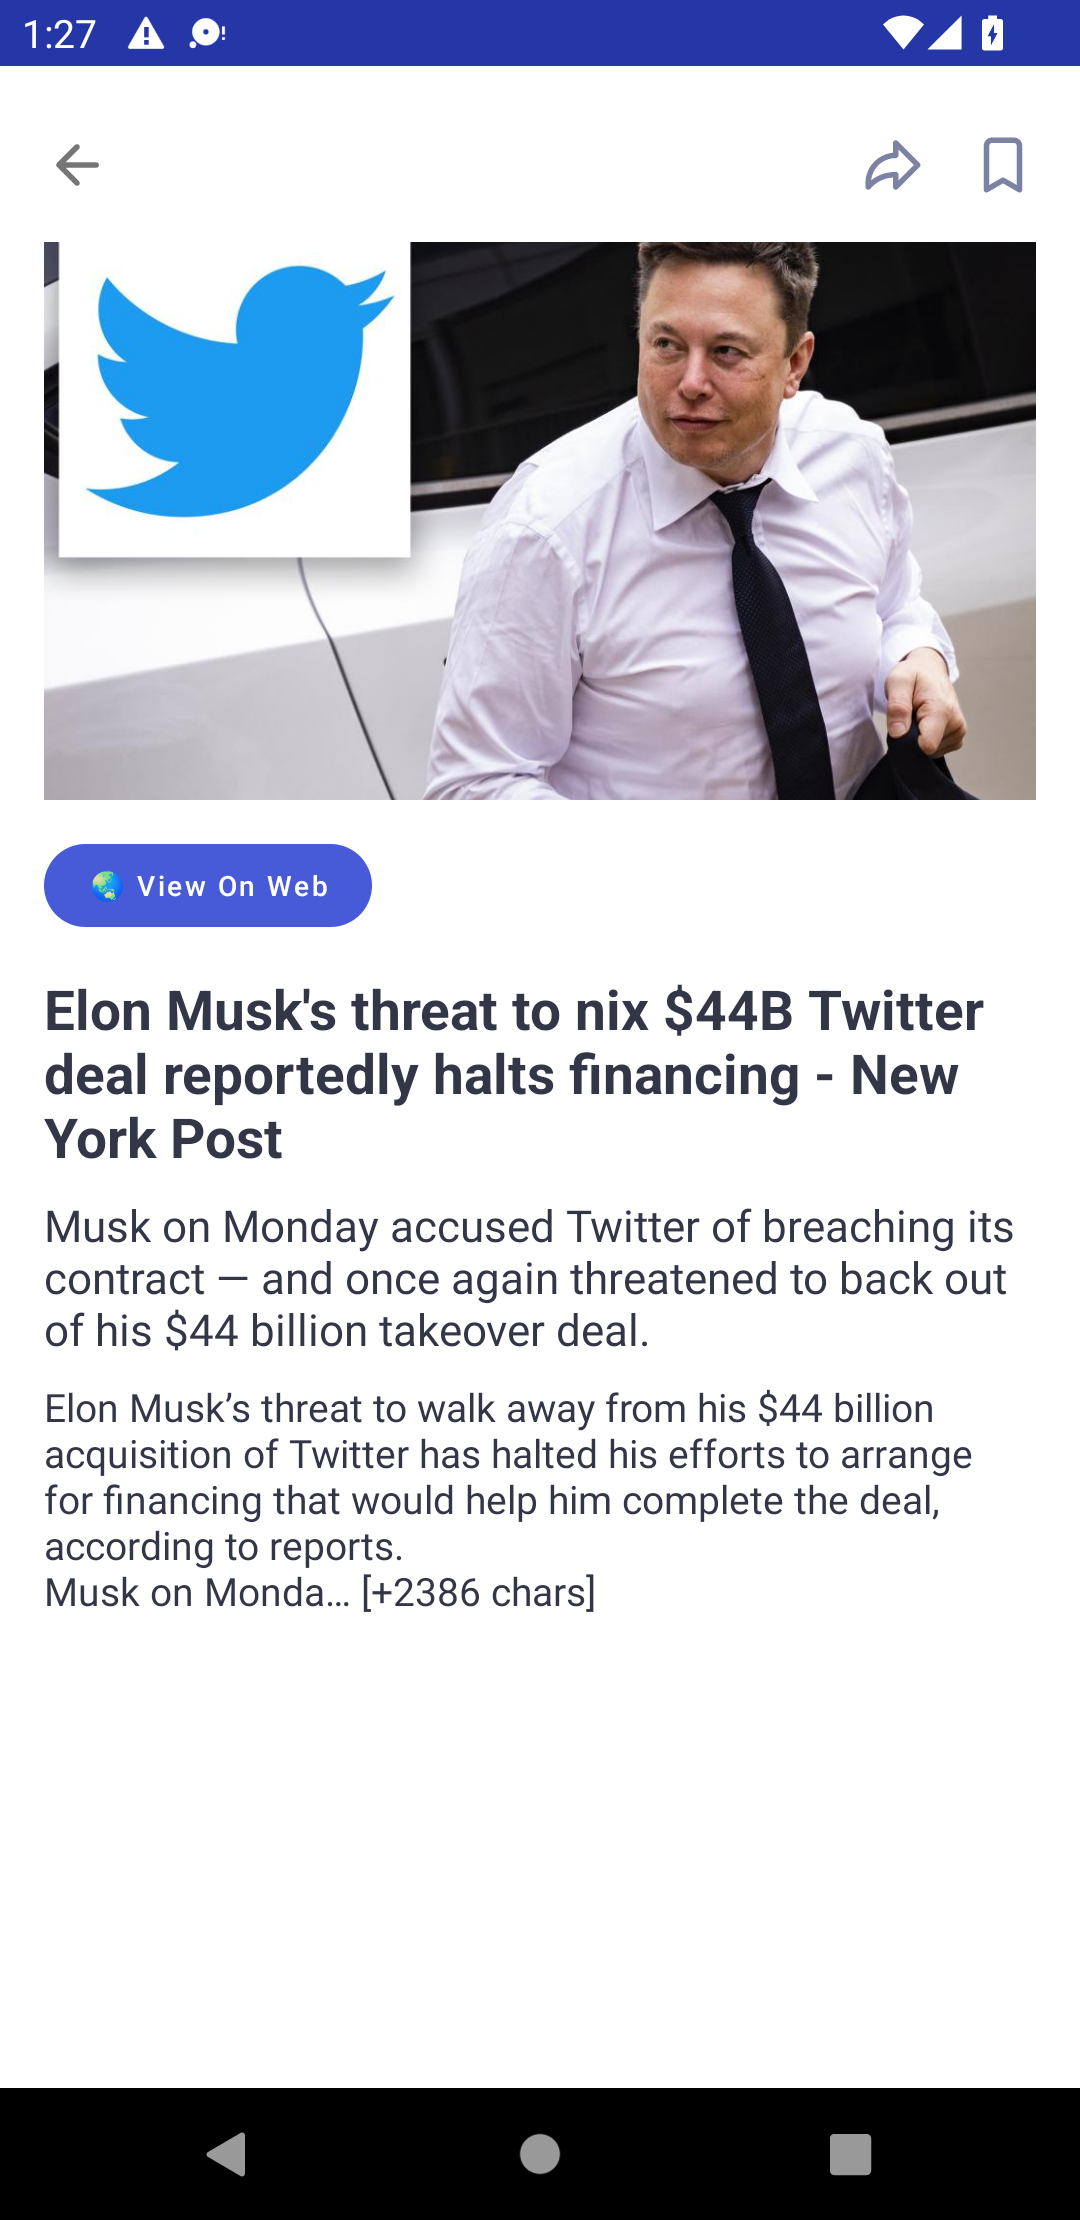 1:27
View On Web
Elon Musk's threat to nix $44B Twitter
deal reportedly halts financing - New
York Post
Musk on Monday accused Twitter of breaching its
contract — and once again threatened to back out
of his $44 billion takeover deal.
Elon Musk’s threat to walk away from his $44 billion
acquisition of Twitter has halted his efforts to arrange
for financing that would help him complete the deal,
according to reports.
Musk on Monda… [+2386 chars]